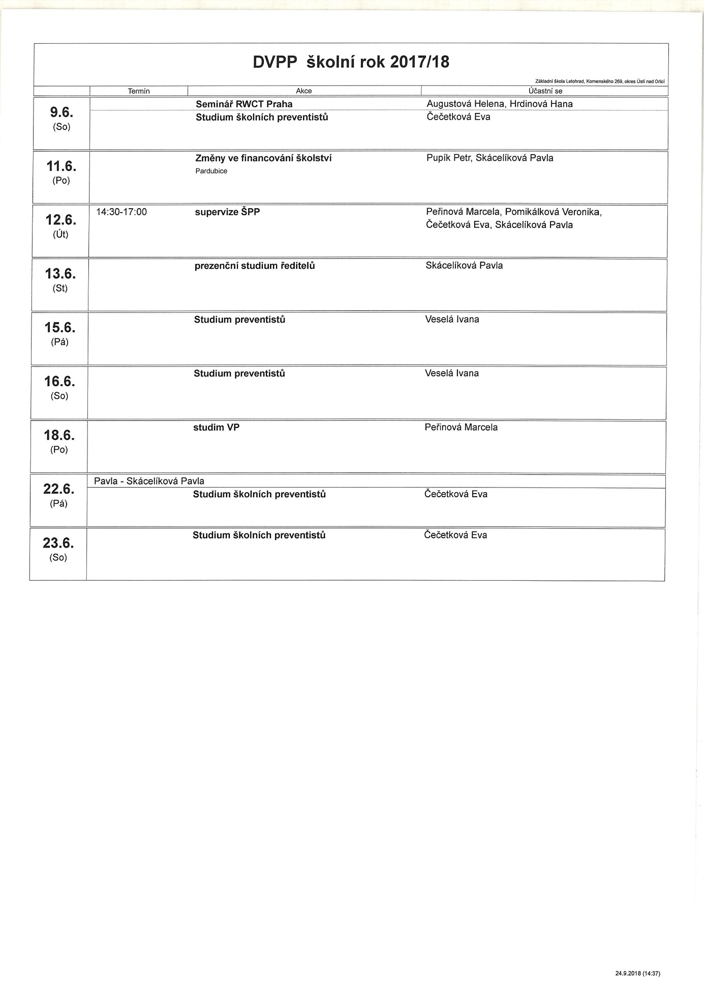 DVPP školní rok 2017/18
Základní škola Letohrad, Komenského 269, okres Ústí nad Orlicí
Termín Akce Účastní se
9.6. (So)
Seminář RWCT Praha Augustová Helena, Hrdinová Hana
Studium školních preventistů Čečetková Eva
11.6. (Po)
Změny ve financování školství Pupík Petr, Skácelíková Pavla
Pardubice
12.6. (Út)
14:30-17:00 supervize ŠPP Peřinová Marcela, Pomikálková Veronika,
Čečetková Eva, Skácelíková Pavla
13.6. (St)
prezenční studium ředitelů Skácelíková Pavla
15.6. (Pá)
Studium preventistů Veselá Ivana
16.6. (So)
Studium preventistů Veselá Ivana
18.6. (Po)
studim VP Peřinová Marcela
22.6. (Pá)
Pavla - Skácelíková Pavla
Studium školních preventistů Čečetková Eva
23.6. (So)
Studium školních preventistů Čečetková Eva
24.9.2018 (14:37)